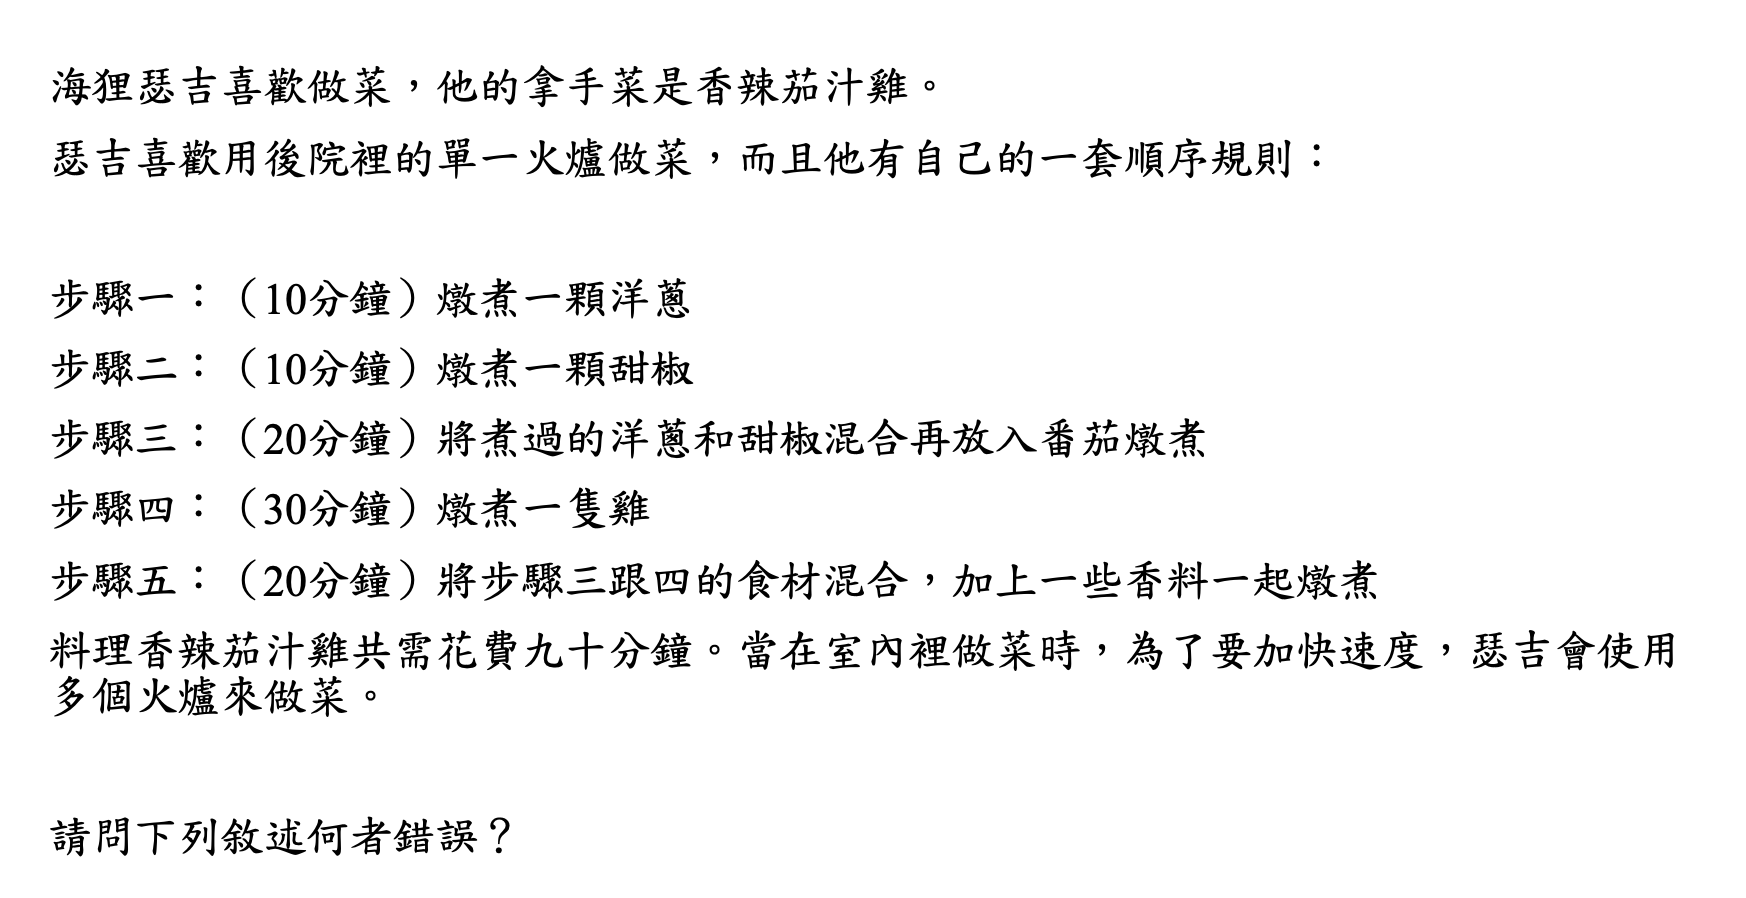 海狸瑟吉喜歡做菜，他的拿手菜是香辣茄汁雞。
瑟吉喜歡用後院裡的單一火爐做菜，而且他有自己的一套順序規則：
步驟一：（10分鐘）燉煮一顆洋蔥
步驟二：（10分鐘）燉煮一顆甜椒
步驟三：（20分鐘）將煮過的洋蔥和甜椒混合再放入番茄燉煮
步驟四：（30分鐘）燉煮一隻雞
步驟五：（20分鐘）將步驟三跟四的食材混合，加上一些香料一起燉煮
料理香辣茄汁雞共需花費九十分鐘。當在室內裡做菜時，為了要加快速度，瑟吉會使用
多個火爐來做菜。
請問下列敘述何者錯誤？